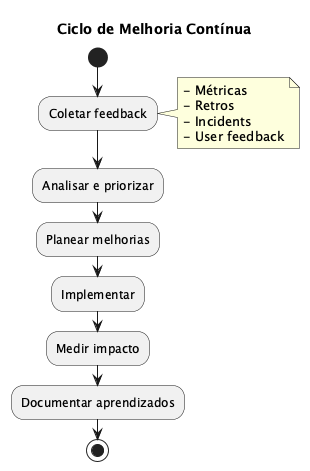 Ciclo de Melhoria Contínua
Coletar feedback
- Métricas
- Retros
- Incidents
- User feedback
Analisar e priorizar
Planear melhorias
Implementar
Medir impacto
Documentar aprendizados